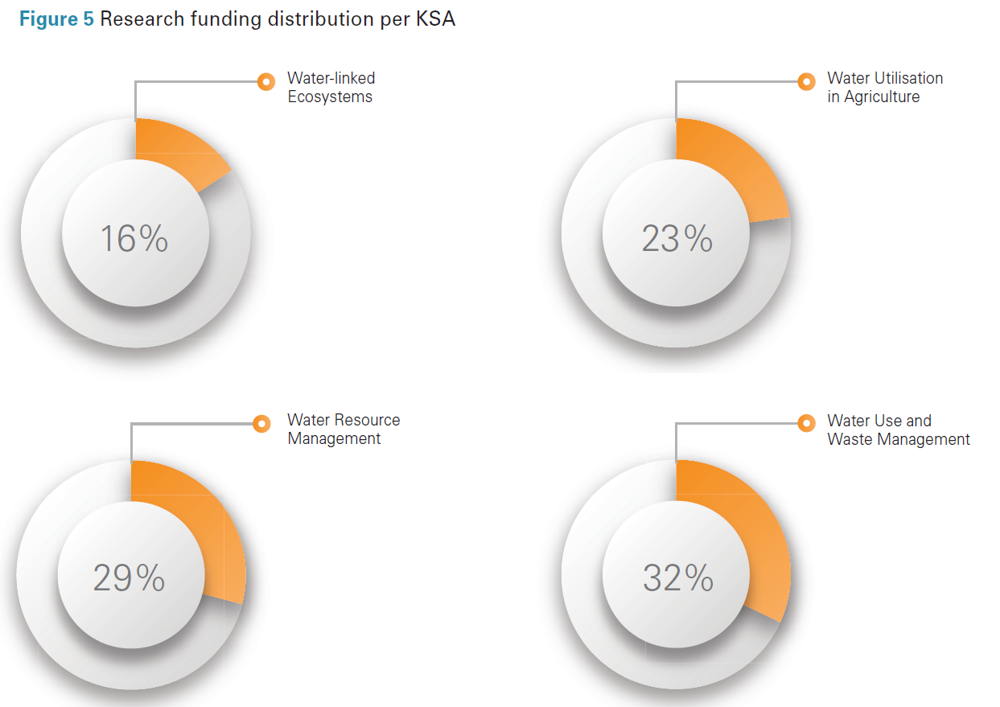 Figure 5 Research funding distribution per KSA
Water-linked
Ecosystems
16%
Water Utilisation
in Agriculture
23%
Water Resource
Management
29%
Water Use and
Waste Management
32%